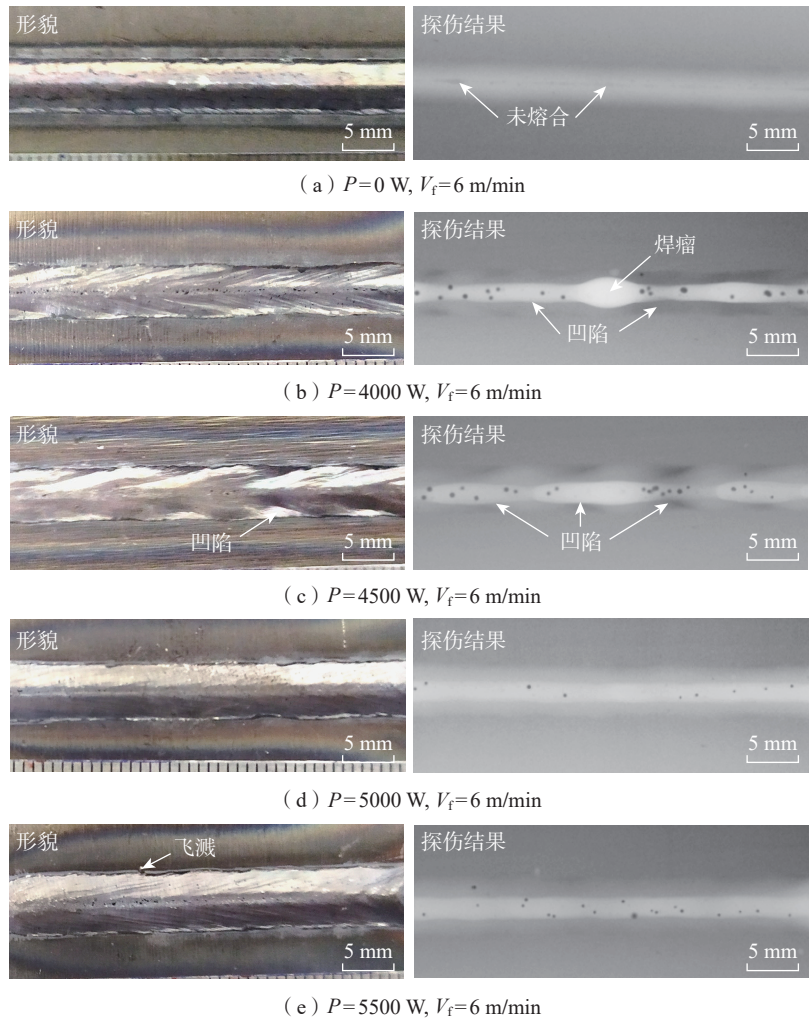 形貌
探伤结果
未熔合
5 mm
5 mm
(a) P=0 W, Vf=6 m/min
形貌
探伤结果
焊瘤
凹陷
5 mm
5 mm
(b) P=4000 W, Vf=6 m/min
形貌
探伤结果
凹陷
凹陷
5 mm
5 mm
(c) P=4500 W, Vf=6 m/min
形貌
探伤结果
5 mm
5 mm
(d) P=5000 W, Vf=6 m/min
形貌
飞溅
探伤结果
5 mm
5 mm
(e) P=5500 W, Vf=6 m/min